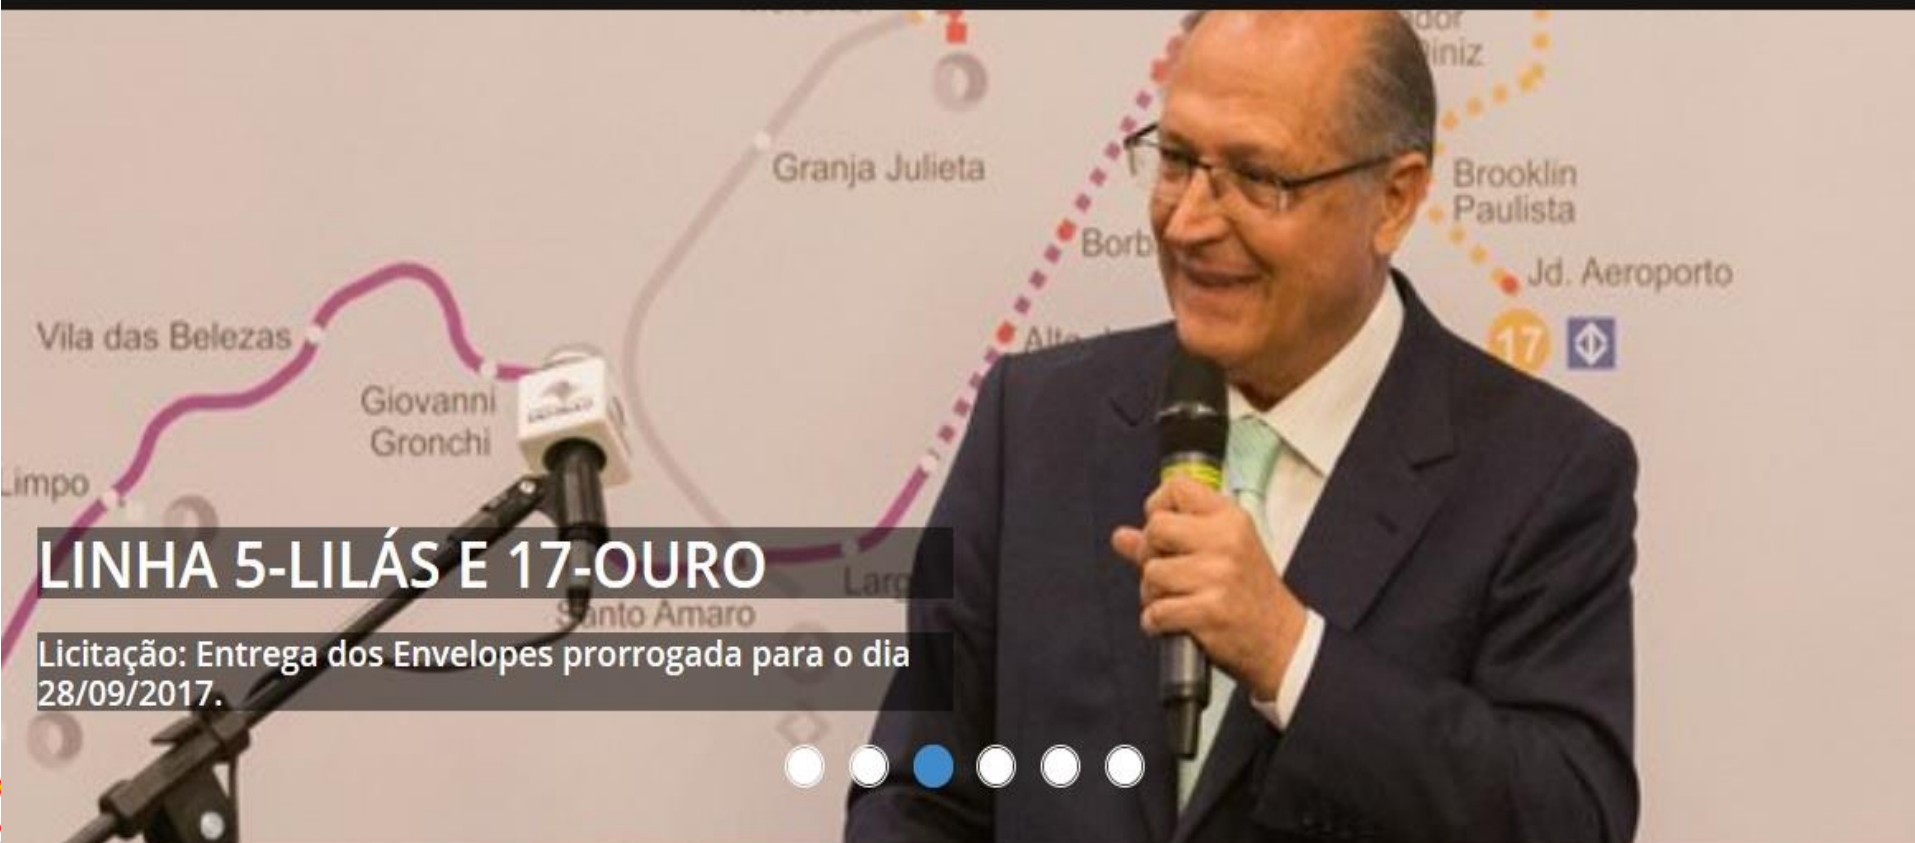 Granja Julieta
Brooklin
Paulista
Jd. Aeroporto
17
Vila das Belezas
Giovanni
Gronchi
Limpo
LINHA 5-LILÁS E 17-OURO
Santo Amaro
Licitação: Entrega dos Envelopes prorrogada para o dia
28/09/2017.